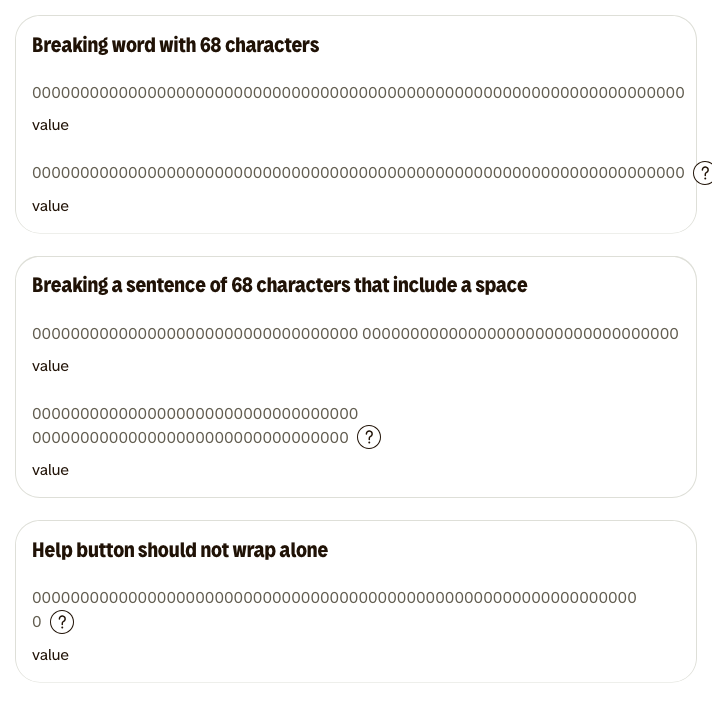 Breaking word with 68 characters
00000000000000000000000000000000000000000000000000000000000000000000
value
00000000000000000000000000000000000000000000000000000000000000000000 ?
value
Breaking a sentence of 68 characters that include a space
0000000000000000000000000000000000 000000000000000000000000000000000
value
0000000000000000000000000000000000
000000000000000000000000000000000 ?
value
Help button should not wrap alone
000000000000000000000000000000000000000000000000000000000000000
0 ?
value